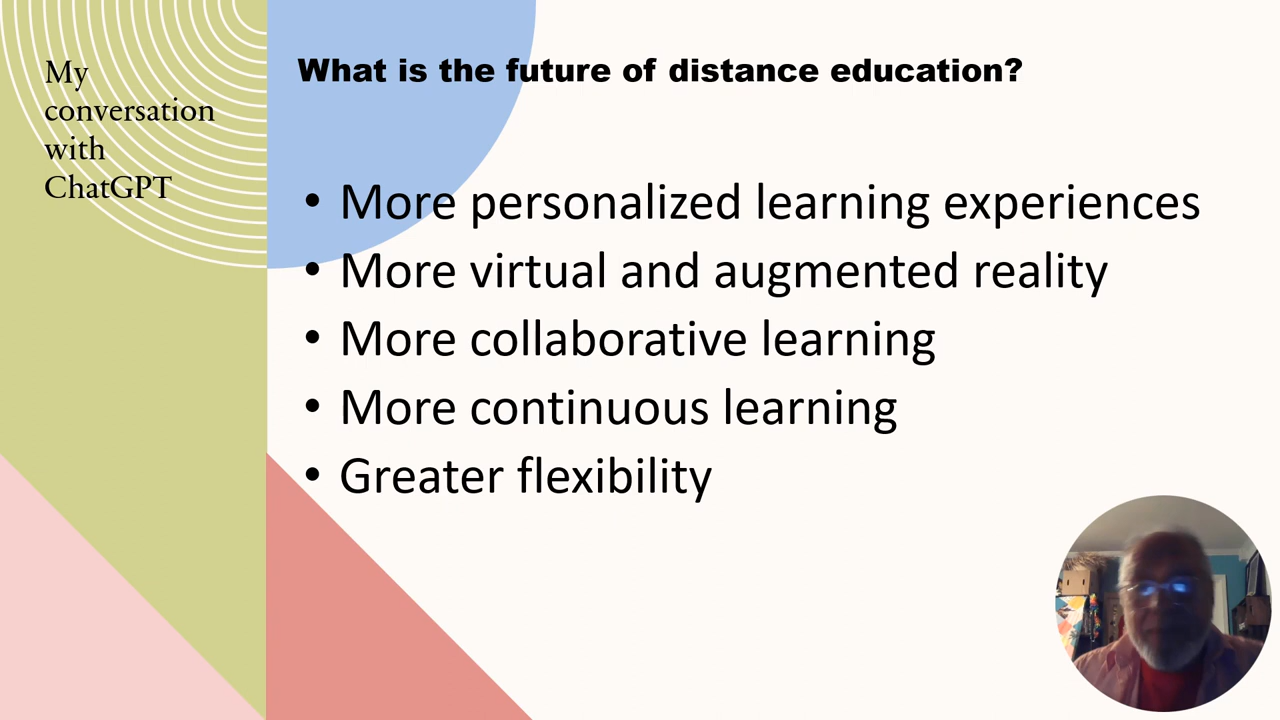 My
conversation
with
ChatGPT
What is the future of distance education?
• More personalized learning experiences
• More virtual and augmented reality
• More collaborative learning
• More continuous learning
• Greater flexibility